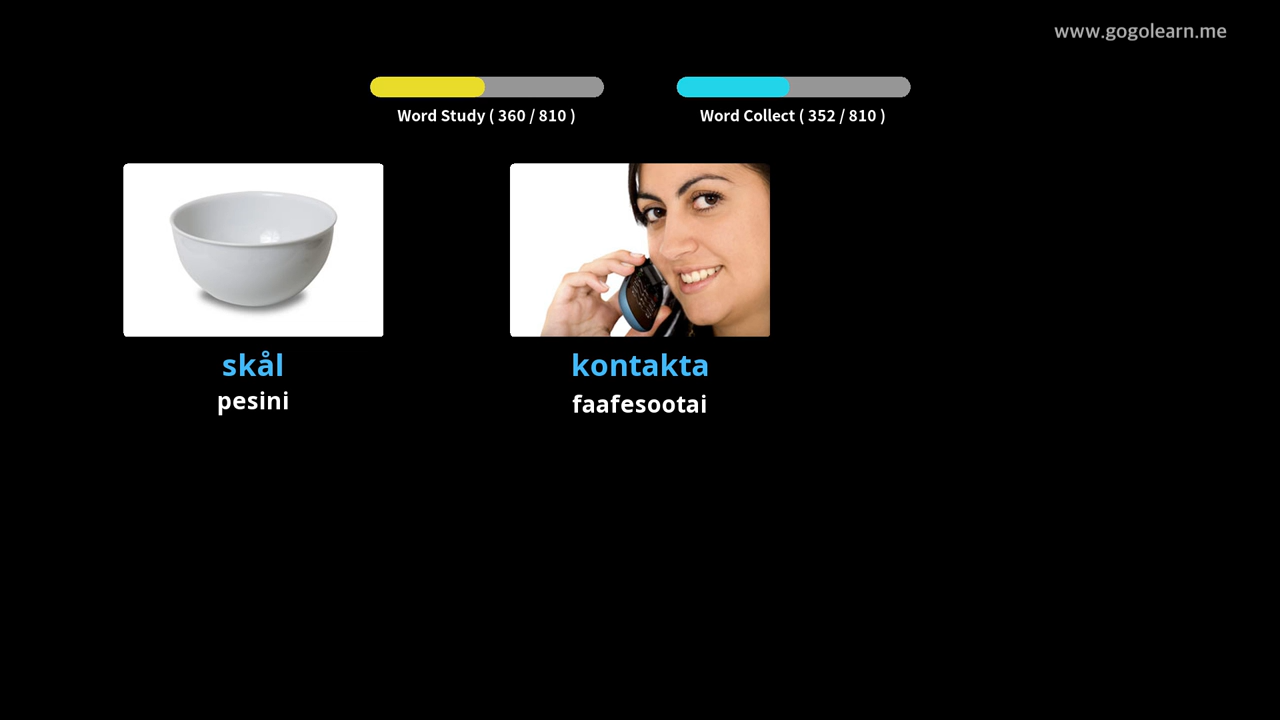 www.gogolearn.me
Word Study ( 360 / 810 )
Word Collect ( 352 / 810 )
skål
pesini
kontakta
faafesootai